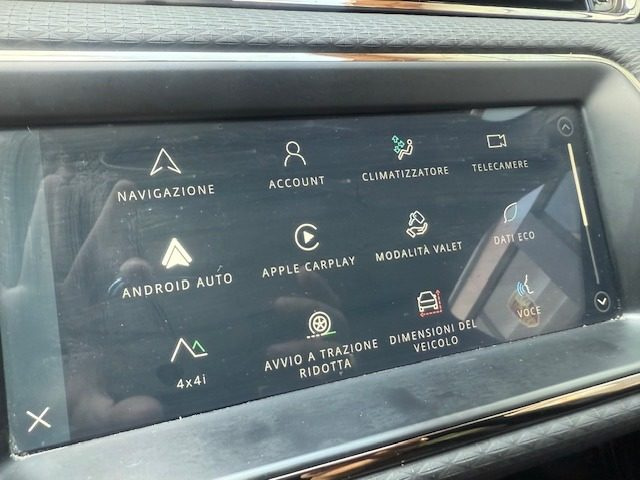 NAVIGAZIONE
ACCOUNT
CLIMATIZZATORE
TELECAMERE
ANDROID AUTO
APPLE CARPLAY
MODALITÀ VALET
DATI ECO
4x4i
AVVIO A TRAZIONE
RIDOTTA
DIMENSIONI DEL
VEICOLO
VOCE